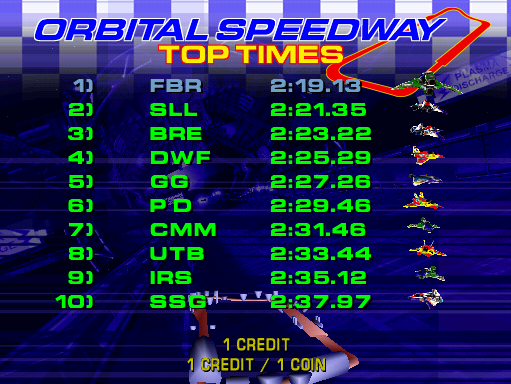 ORBITAL SPEEDWAY
TOP TIMES
1) FBR 2:19.13
2) SLL 2:21.35
3) BRE 2:23.22
4) DWF 2:25.29
5) GG 2:27.26
6) P D 2:29.46
7) CMM 2:31.46
8) UTB 2:33.44
9) IRS 2:35.12
10) SSG 2:37.97
PLASMA
DISCHARGE
1 CREDIT
1 CREDIT / 1 COIN